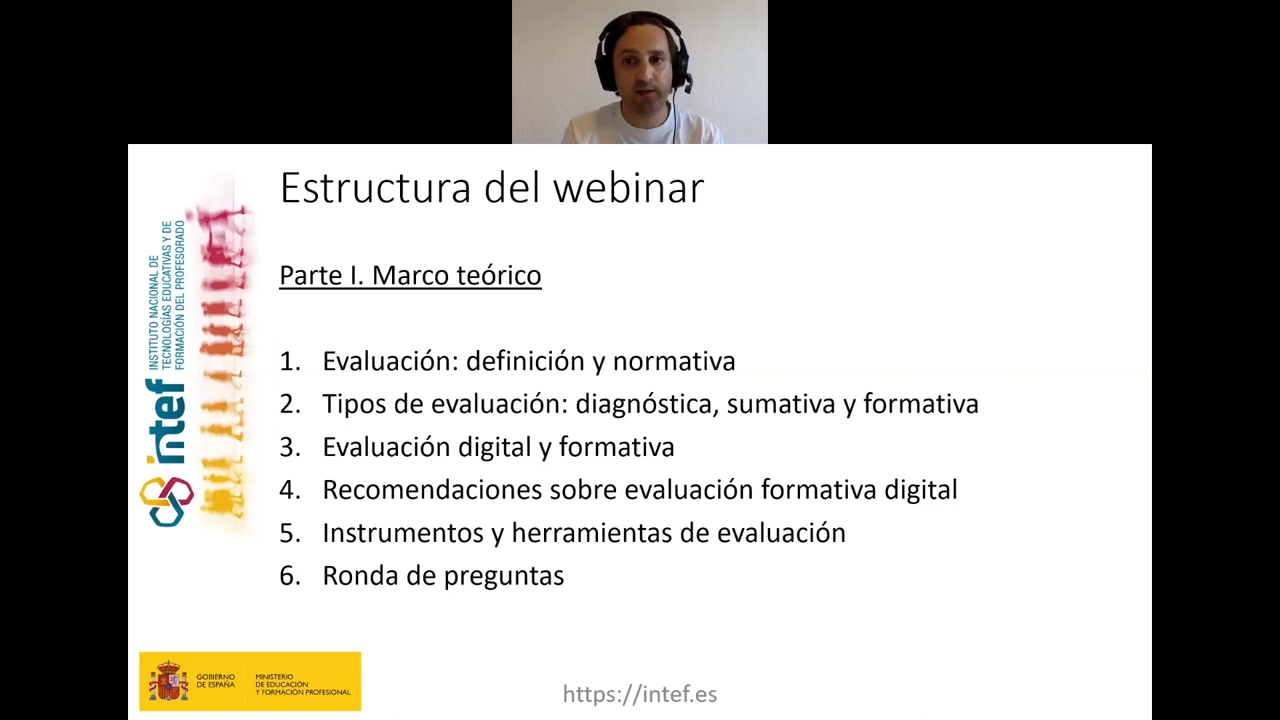 Estructura del webinar
Parte I. Marco teórico
1. Evaluación: definición y normativa
2. Tipos de evaluación: diagnóstica, sumativa y formativa
3. Evaluación digital y formativa
4. Recomendaciones sobre evaluación formativa digital
5. Instrumentos y herramientas de evaluación
6. Ronda de preguntas
intef
INSTITUTO NACIONAL DE
TECNOLOGÍAS EDUCATIVAS Y DE
FORMACIÓN DEL PROFESORADO
GOBIERNO
DE ESPAÑA
MINISTERIO
DE EDUCACIÓN
Y FORMACIÓN PROFESIONAL
https://intef.es